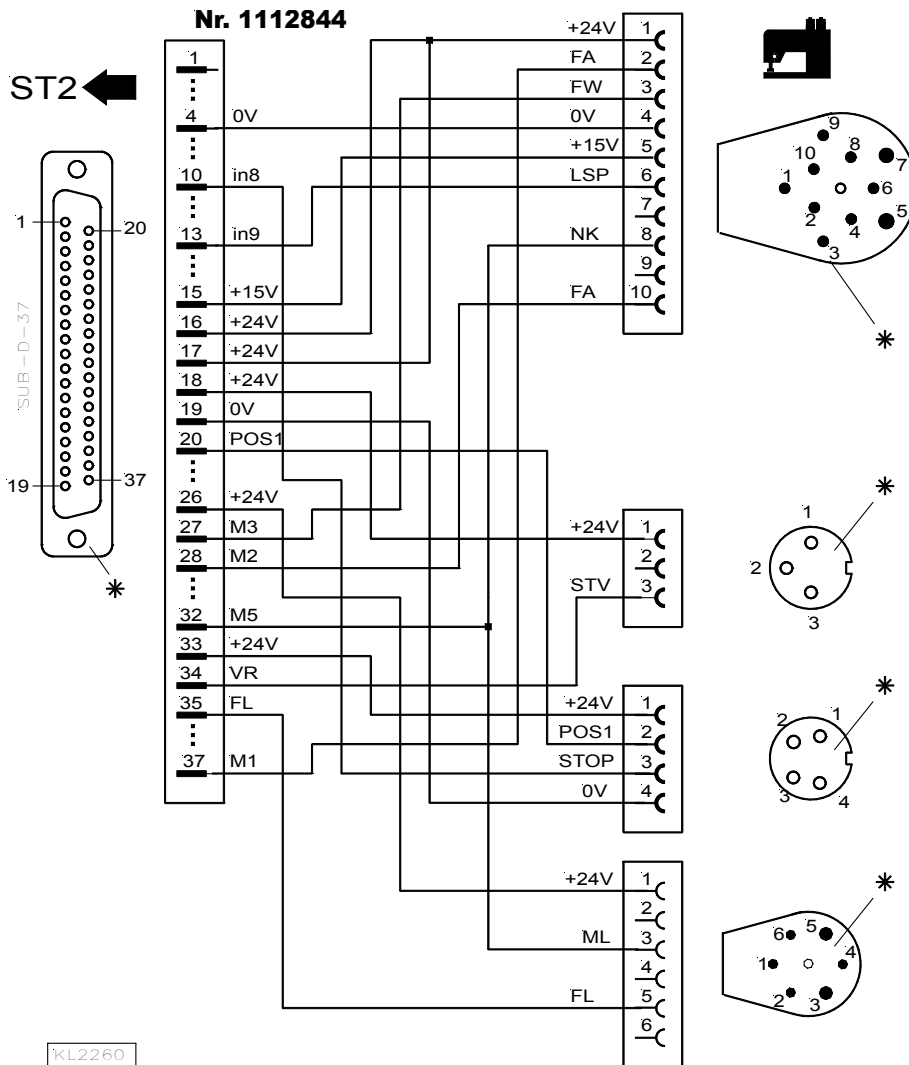 Nr. 1112844
ST2
1
4 0V
10 in8
13 in9
15 +15V
16 +24V
17 +24V
18 +24V
19 0V
20 POS1
26 +24V
27 M3
28 M2
32 M5
33 +24V
34 VR
35 FL
37 M1
1
20
SUB-D-37
19
37
+24V 1
FA 2
FW 3
0V 4
+15V 5
LSP 6
7
NK 8
9
FA 10
9
8
10
7
1
6
2
5
4
3
+24V 1
2
STV 3
1
2
3
+24V 1
POS1 2
STOP 3
0V 4
2
1
3
4
+24V 1
2
ML 3
4
FL 5
6
6
5
4
1
2
3
KL2260